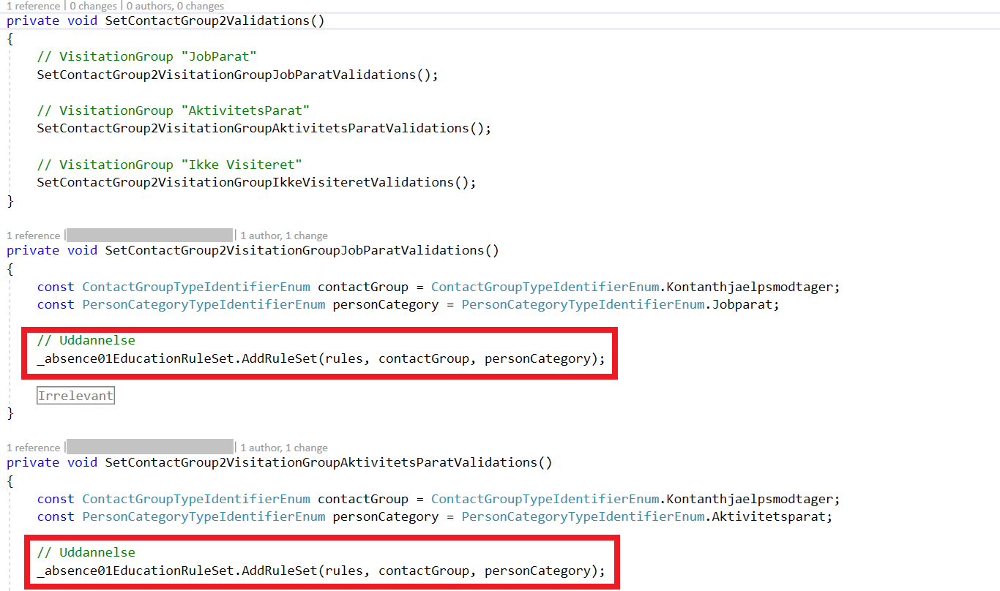 1 reference | 0 changes | 0 authors, 0 changes
private void SetContactGroup2Validations()
{
    // VisitationGroup "JobParat"
    SetContactGroup2VisitationGroupJobParatValidations();
    // VisitationGroup "AktivitetsParat"
    SetContactGroup2VisitationGroupAktivitetsParatValidations();
    // VisitationGroup "Ikke Visiteret"
    SetContactGroup2VisitationGroupIkkeVisiteretValidations();
}
1 reference | | 1 author, 1 change
private void SetContactGroup2VisitationGroupJobParatValidations()
{
    const ContactGroupTypeIdentifierEnum contactGroup = ContactGroupTypeIdentifierEnum.Kontanthjaelpsmodtager;
    const PersonCategoryTypeIdentifierEnum personCategory = PersonCategoryTypeIdentifierEnum.Jobparat;
    // Uddannelse
    _absence01EducationRuleSet.AddRuleSet(rules, contactGroup, personCategory);
    Irrelevant
}
1 reference | | 1 author, 1 change
private void SetContactGroup2VisitationGroupAktivitetsParatValidations()
{
    const ContactGroupTypeIdentifierEnum contactGroup = ContactGroupTypeIdentifierEnum.Kontanthjaelpsmodtager;
    const PersonCategoryTypeIdentifierEnum personCategory = PersonCategoryTypeIdentifierEnum.Aktivitetsparat;
    // Uddannelse
    _absence01EducationRuleSet.AddRuleSet(rules, contactGroup, personCategory);